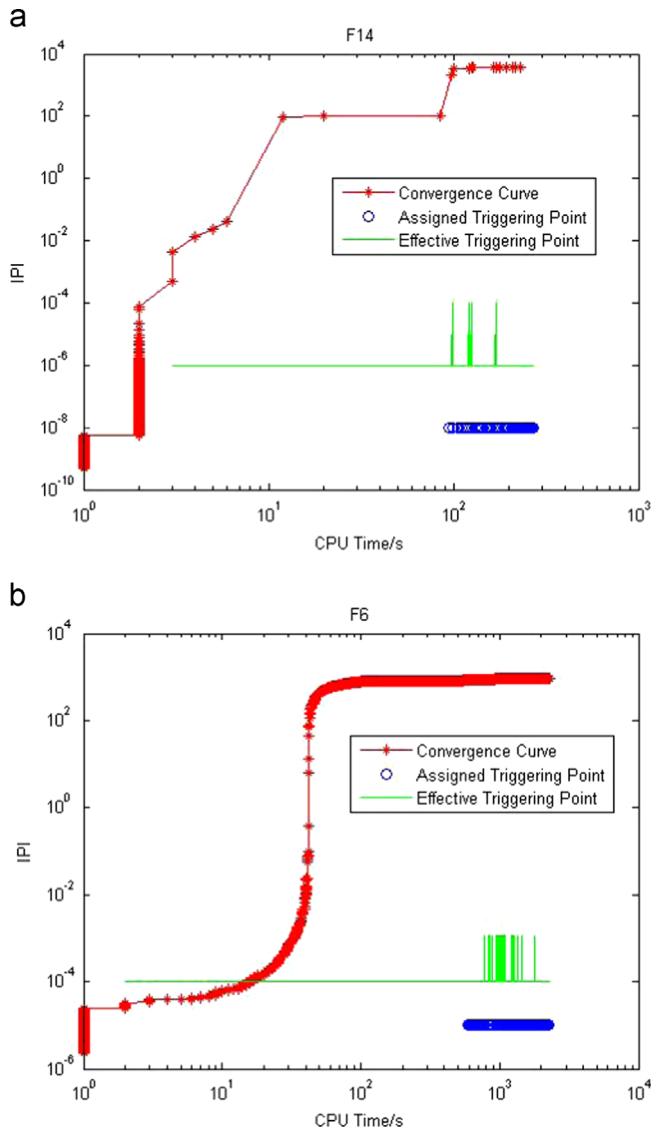 a
F14
10^4
10^2
10^0
10^-2
10^-4
10^-6
10^-8
10^-10
IPI
Convergence Curve
Assigned Triggering Point
Effective Triggering Point
10^0 10^1 10^2 10^3
CPU Time/s
b
F6
10^4
10^2
10^0
10^-2
10^-4
10^-6
IPI
Convergence Curve
Assigned Triggering Point
Effective Triggering Point
10^0 10^1 10^2 10^3 10^4
CPU Time/s